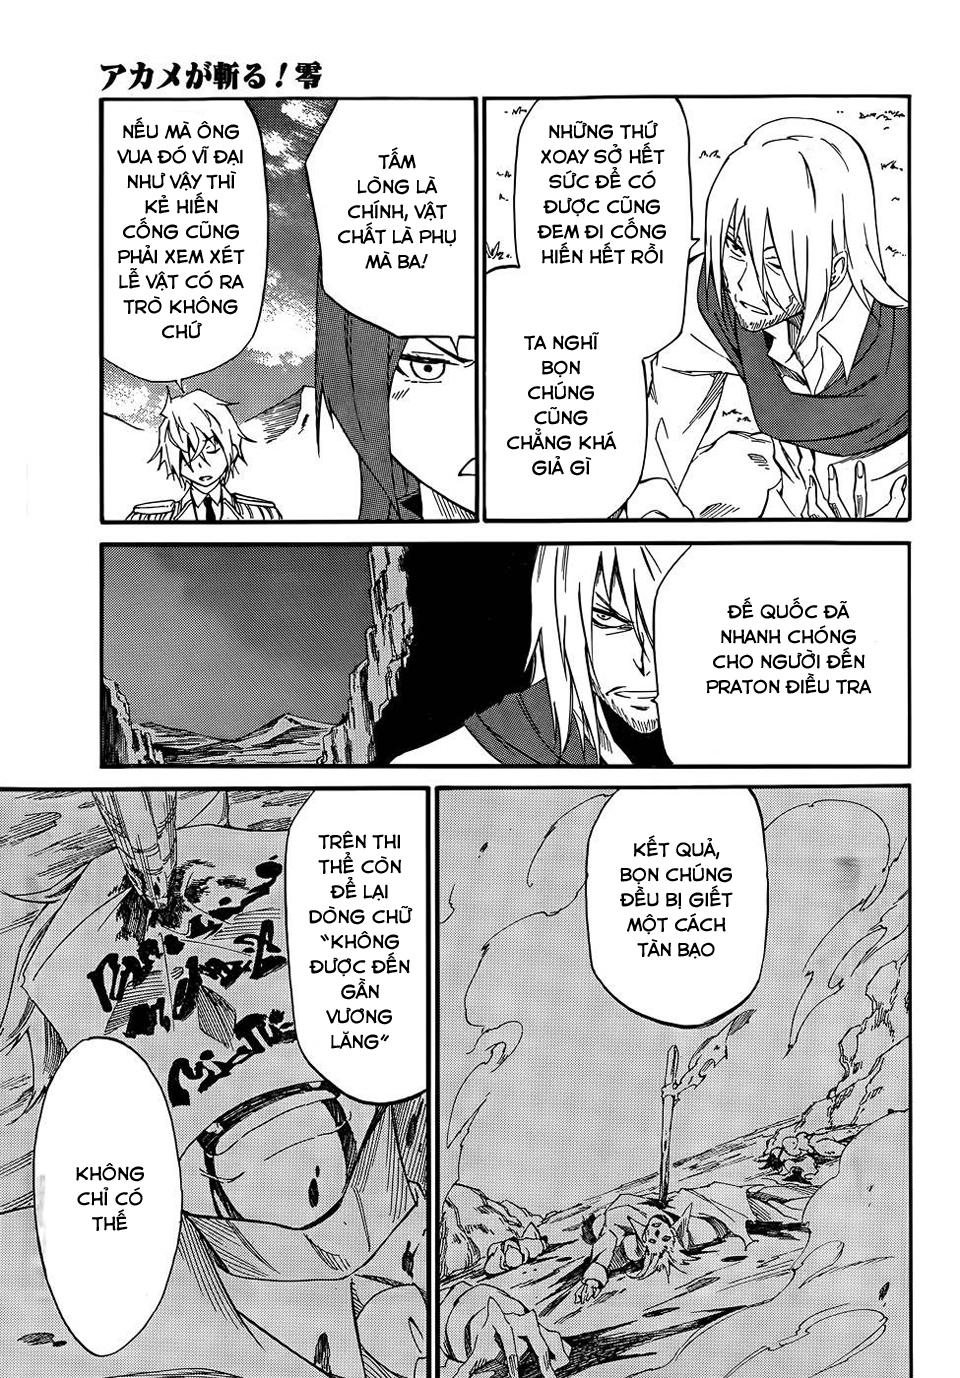 アカメが斬る！零
NHỮNG THỨ
XOAY SỞ HẾT
SỨC ĐỂ CÓ
ĐƯỢC CŨNG
ĐEM ĐI CỐNG
HIẾN HẾT RỒI
TA NGHĨ
BỌN
CHÚNG
CŨNG
CHẲNG KHÁ
GIẢ GÌ
TẤM
LÒNG LÀ
CHÍNH, VẬT
CHẤT LÀ PHỤ
MÀ BA!
NẾU MÀ ÔNG
VUA ĐÓ VĨ ĐẠI
NHƯ VẬY THÌ
KẺ HIẾN
CỐNG CŨNG
PHẢI XEM XÉT
LỄ VẬT CÓ RA
TRÒ KHÔNG
CHỨ
ĐẾ QUỐC ĐÃ
NHANH CHÓNG
CHO NGƯỜI ĐẾN
PRATON ĐIỀU TRA
KẾT QUẢ,
BỌN CHÚNG
ĐỀU BỊ GIẾT
MỘT CÁCH
TÀN BẠO
TRÊN THI
THỂ CÒN
ĐỂ LẠI
DÒNG CHỮ
“KHÔNG
ĐƯỢC ĐẾN
GẦN
VƯƠNG
LĂNG“
KHÔNG
CHỈ CÓ
THẾ